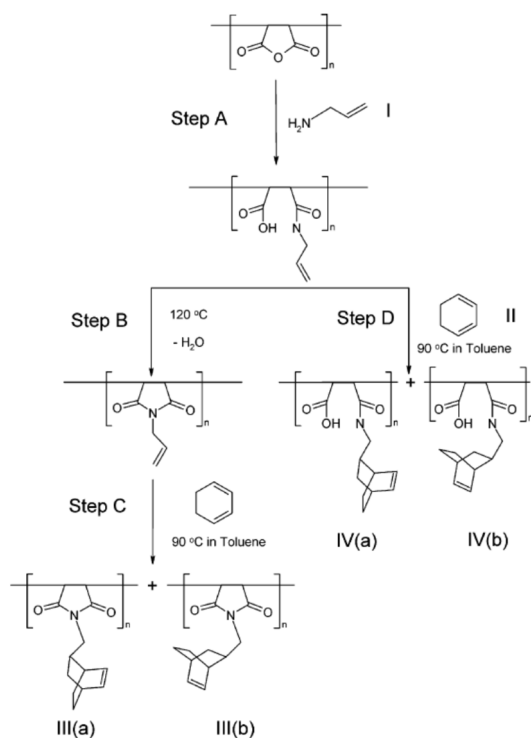 O O O
n
Step A
H2N
I
O OH N O
n
Step B
120 °C
- H2O
Step D
II
90 °C in Toluene
O N O
n
+
O OH N O
n
O OH N O
n
Step C
90 °C in Toluene
IV(a)
IV(b)
+
O N O
n
O N O
n
III(a)
III(b)